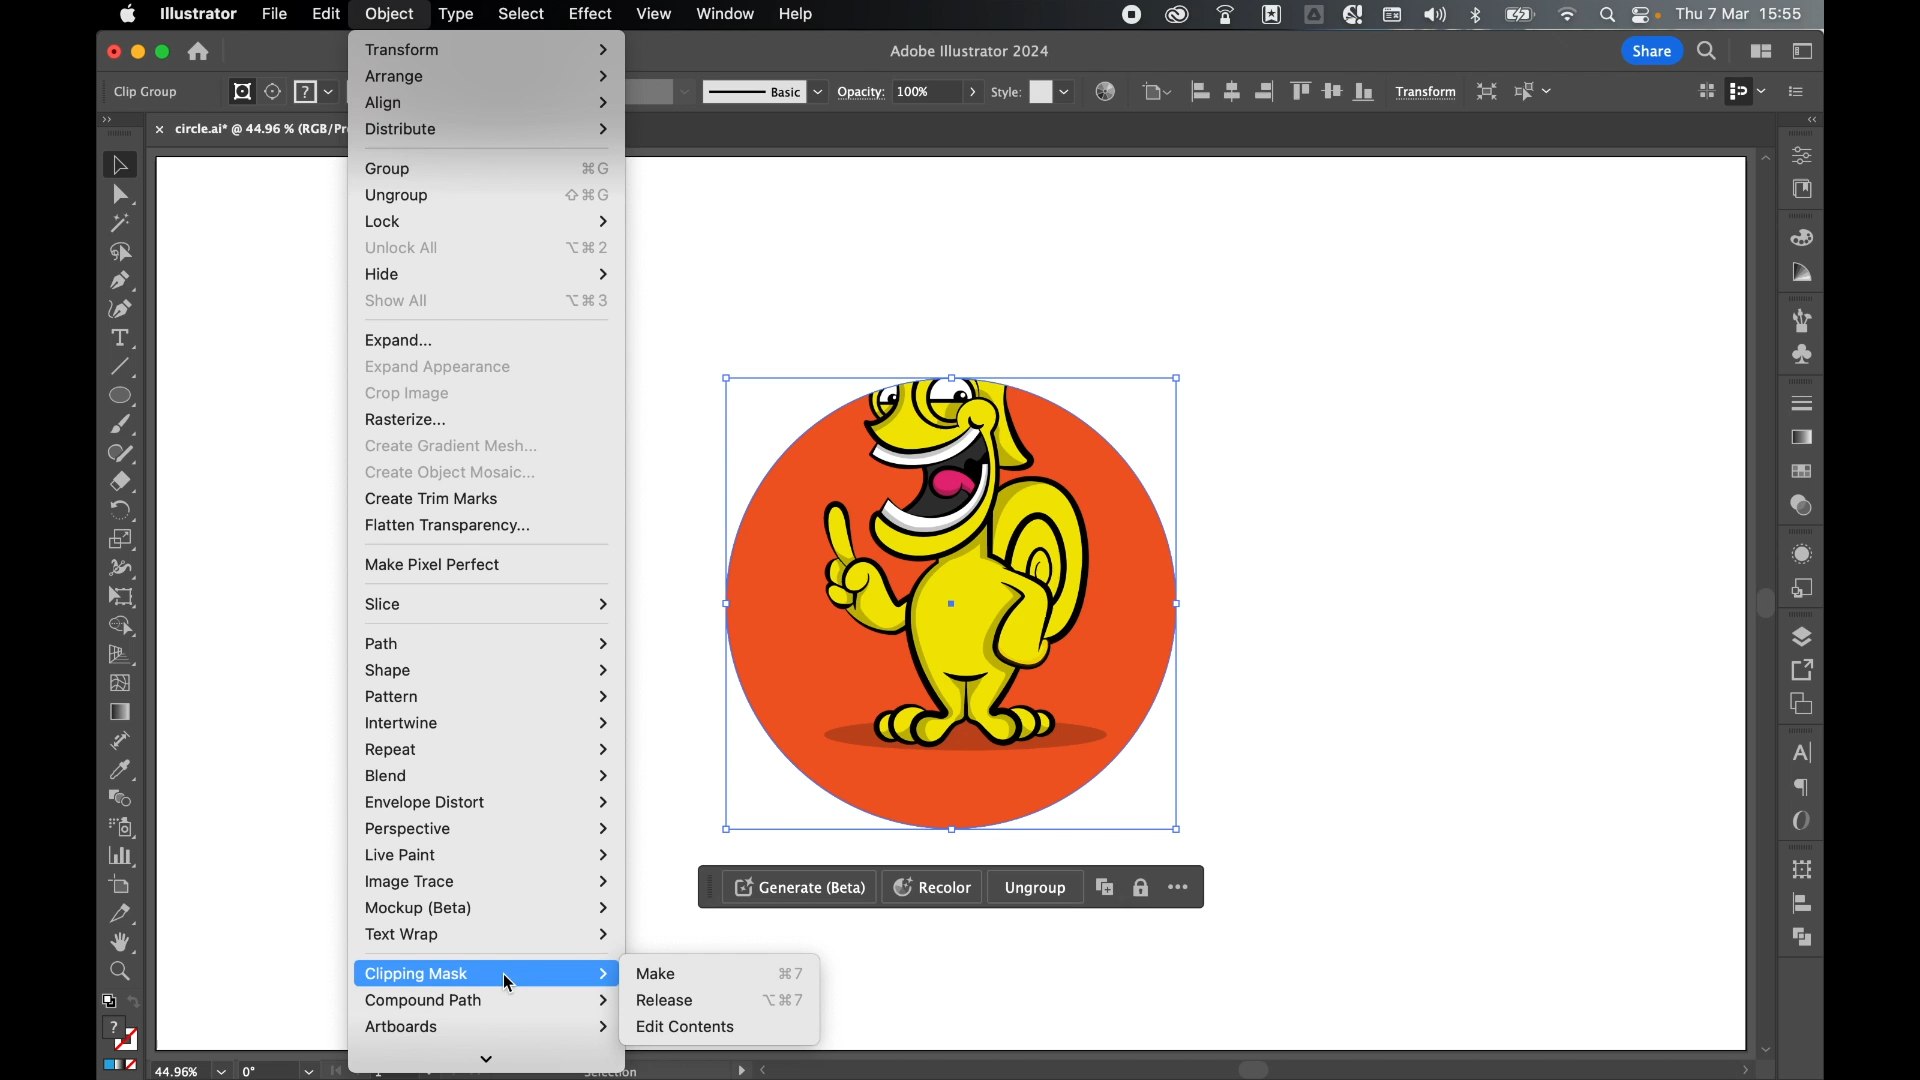 Illustrator File Edit Object Type Select Effect View Window Help Thu 7 Mar 15:55
Adobe Illustrator 2024 Share
Clip Group ? Basic Opacity: 100% Style: Transform
circle.ai* @ 44.96 % (RGB/Pr
Transform
Arrange
Align
Distribute
Group ⌘G
Ungroup ⇧⌘G
Lock
Unlock All ⌥⌘2
Hide
Show All ⌥⌘3
Expand...
Expand Appearance
Crop Image
Rasterize...
Create Gradient Mesh...
Create Object Mosaic...
Create Trim Marks
Flatten Transparency...
Make Pixel Perfect
Slice
Path
Shape
Pattern
Intertwine
Repeat
Blend
Envelope Distort
Perspective
Live Paint
Image Trace
Mockup (Beta)
Text Wrap
Clipping Mask
Compound Path
Artboards
Make ⌘7
Release ⌥⌘7
Edit Contents
Generate (Beta) Recolor Ungroup
?
44.96% 0° Selection